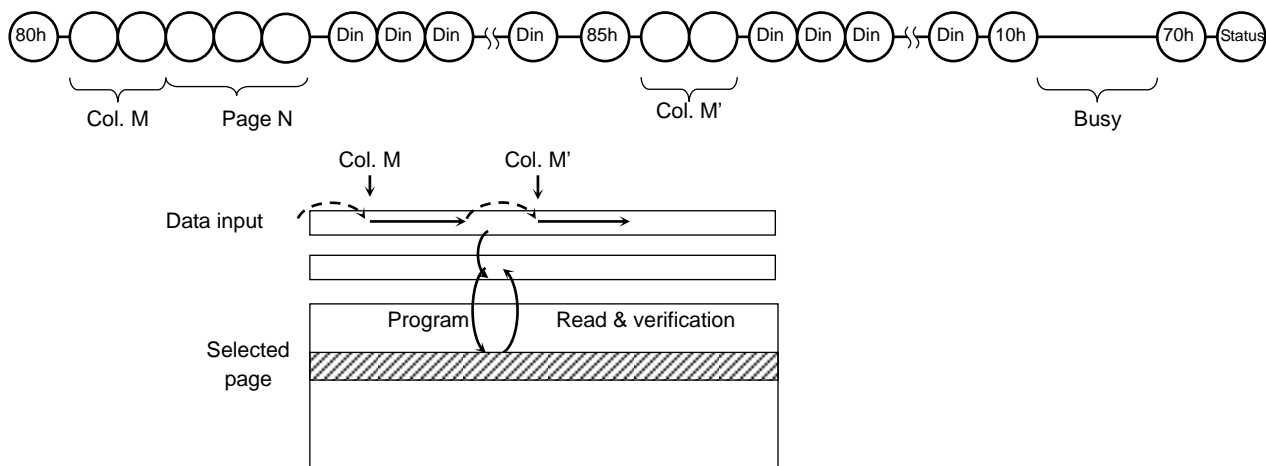 80h Din Din Din Din 85h Din Din Din Din 10h 70h Status
Col. M Page N Col. M’ Busy
Col. M Col. M’
Data input
Program Read & verification
Selected
page